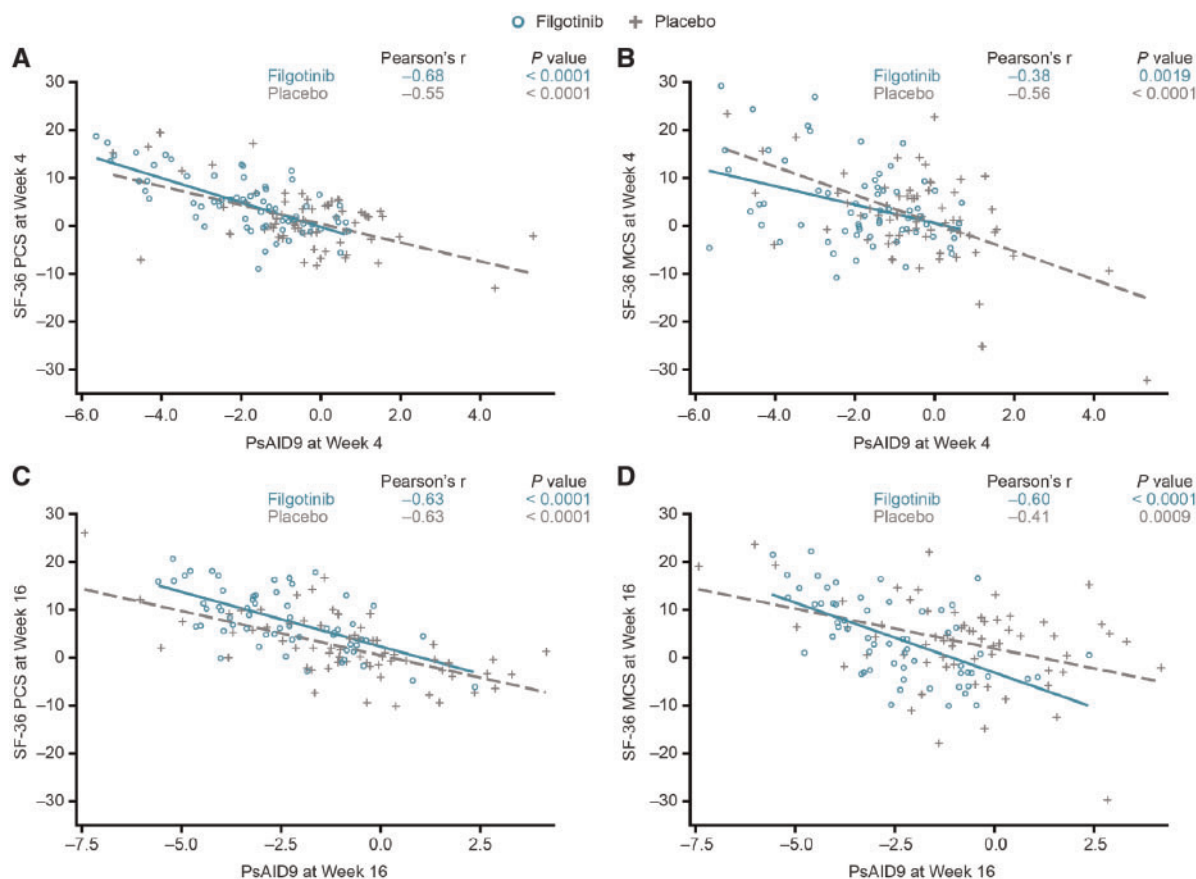 Filgotinib Placebo
A
Pearson's r P value
Filgotinib −0.68 < 0.0001
Placebo −0.55 < 0.0001
30
20
10
0
−10
−20
−30
SF-36 PCS at Week 4
−6.0 −4.0 −2.0 0.0 2.0 4.0
PsAID9 at Week 4
B
Pearson's r P value
Filgotinib −0.38 0.0019
Placebo −0.56 < 0.0001
30
20
10
0
−10
−20
−30
SF-36 MCS at Week 4
−6.0 −4.0 −2.0 0.0 2.0 4.0
PsAID9 at Week 4
C
Pearson's r P value
Filgotinib −0.63 < 0.0001
Placebo −0.63 < 0.0001
30
20
10
0
−10
−20
−30
SF-36 PCS at Week 16
−7.5 −5.0 −2.5 0.0 2.5
PsAID9 at Week 16
D
Pearson's r P value
Filgotinib −0.60 < 0.0001
Placebo −0.41 0.0009
30
20
10
0
−10
−20
−30
SF-36 MCS at Week 16
−7.5 −5.0 −2.5 0.0 2.5
PsAID9 at Week 16